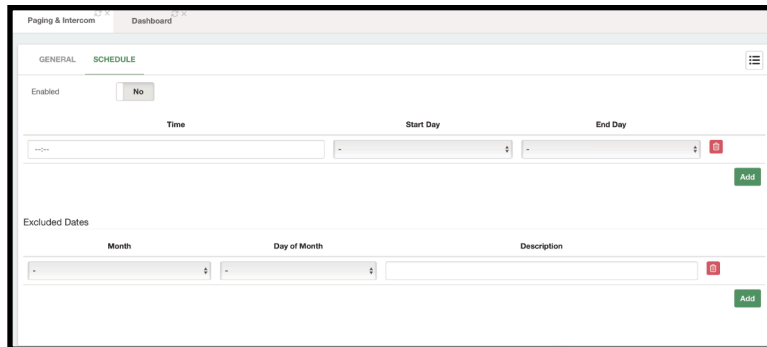 Paging & Intercom Dashboard
GENERAL SCHEDULE
Enabled No
Time Start Day End Day
--:-- - -
Add
Excluded Dates
Month Day of Month Description
- -
Add